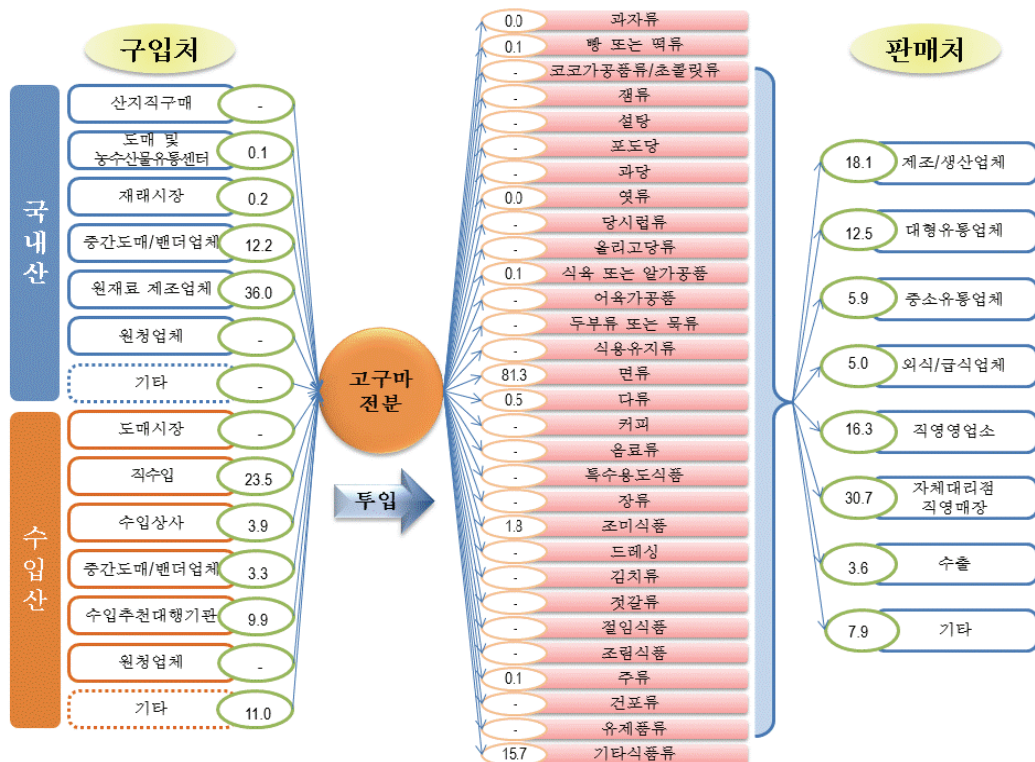 구입처
국내산
산지직구매
-
도매 및
농수산물유통센터
0.1
재래시장
0.2
중간도매/밴더업체
12.2
원재료 제조업체
36.0
원청업체
-
기타
-
수입산
도매시장
-
직수입
23.5
수입상사
3.9
중간도매/밴더업체
3.3
수입추천대행기관
9.9
원청업체
-
기타
11.0
고구마
전분
투입
0.0 과자류
0.1 빵 또는 떡류
- 코코가공품류/초콜릿류
- 잼류
- 설탕
- 포도당
- 과당
0.0 엿류
- 당시럽류
- 올리고당류
0.1 식육 또는 알가공품
- 어육가공품
- 두부류 또는 묵류
- 식용유지류
81.3 면류
0.5 다류
- 커피
- 음료류
- 특수용도식품
- 장류
1.8 조미식품
- 드레싱
- 김치류
- 젓갈류
- 절임식품
- 조림식품
0.1 주류
- 건포류
- 유제품류
15.7 기타식품류
판매처
18.1 제조/생산업체
12.5 대형유통업체
5.9 중소유통업체
5.0 외식/급식업체
16.3 직영영업소
30.7 자체대리점
직영매장
3.6 수출
7.9 기타